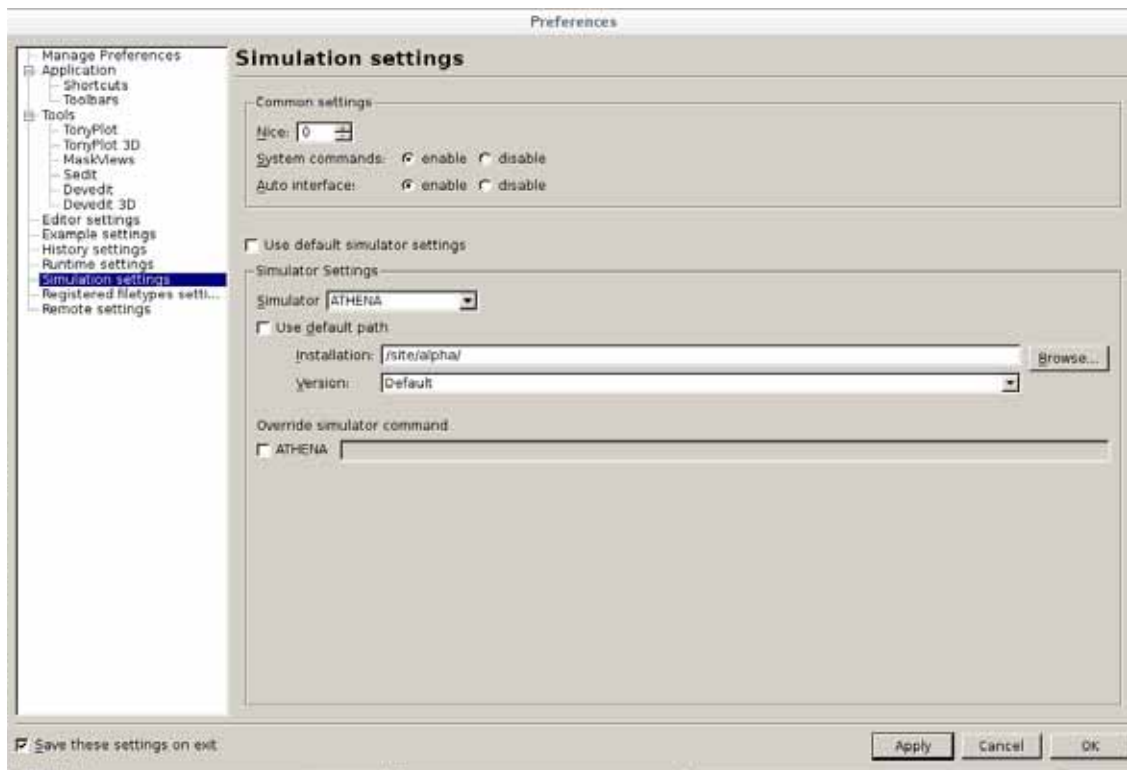 Preferences
Manage Preferences
Application
Shortcuts
Toolbars
Tools
TonyPlot
TonyPlot 3D
MaskViews
Sedit
Devedit
Devedit 3D
Editor settings
Example settings
History settings
Runtime settings
Simulation settings
Registered filetypes setti...
Remote settings
Simulation settings
Common settings
Nice: 0
System commands: enable disable
Auto interface: enable disable
Use default simulator settings
Simulator Settings
Simulator ATHENA
Use default path
Installation: /site/alpha/ Browse...
Version: Default
Override simulator command
ATHENA
Save these settings on exit
Apply Cancel OK